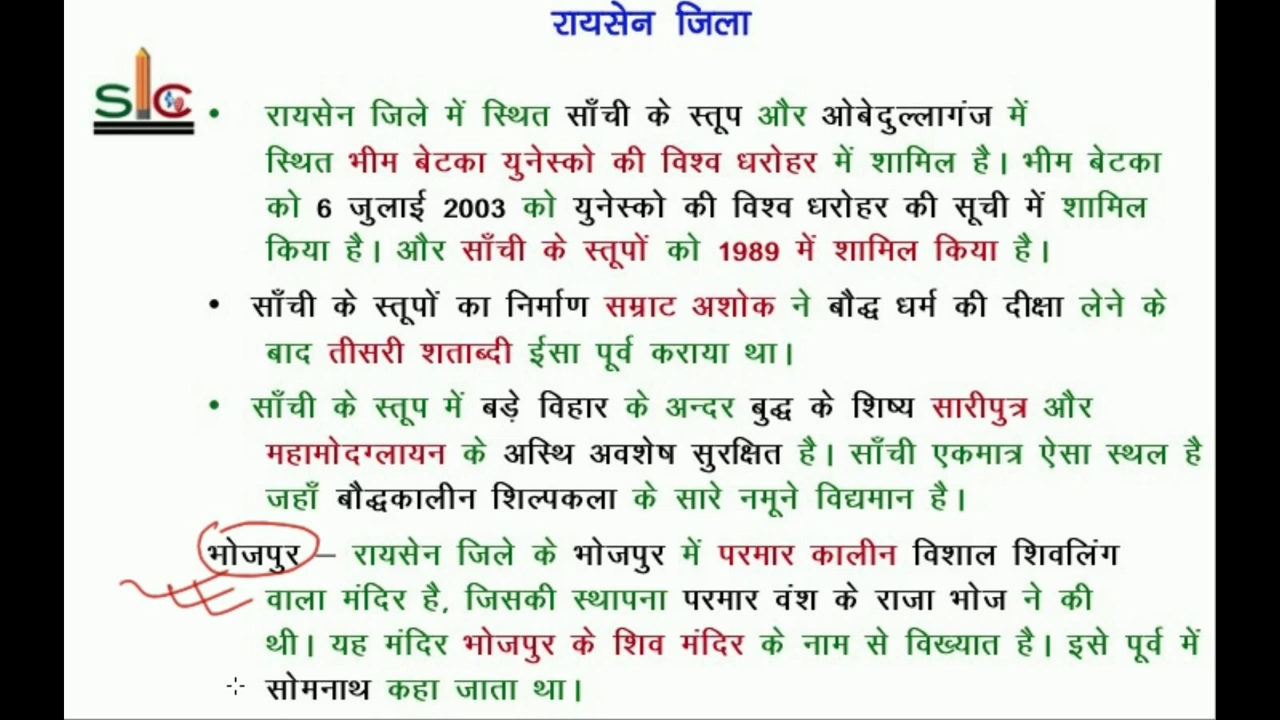 रायसेन जिला
SIC
• रायसेन जिले में स्थित साँची के स्तूप और ओबेदुल्लागंज में
स्थित भीम बेटका युनेस्को की विश्व धरोहर में शामिल है। भीम बेटका
को 6 जुलाई 2003 को युनेस्को की विश्व धरोहर की सूची में शामिल
किया है। और साँची के स्तूपों को 1989 में शामिल किया है।
• साँची के स्तूपों का निर्माण सम्राट अशोक ने बौद्ध धर्म की दीक्षा लेने के
बाद तीसरी शताब्दी ईसा पूर्व कराया था।
• साँची के स्तूप में बड़े विहार के अन्दर बुद्ध के शिष्य सारीपुत्र और
महामोदग्लायन के अस्थि अवशेष सुरक्षित है। साँची एकमात्र ऐसा स्थल है
जहाँ बौद्धकालीन शिल्पकला के सारे नमूने विद्यमान है।
भोजपुर – रायसेन जिले के भोजपुर में परमार कालीन विशाल शिवलिंग
वाला मंदिर है, जिसकी स्थापना परमार वंश के राजा भोज ने की
थी। यह मंदिर भोजपुर के शिव मंदिर के नाम से विख्यात है। इसे पूर्व में
सोमनाथ कहा जाता था।